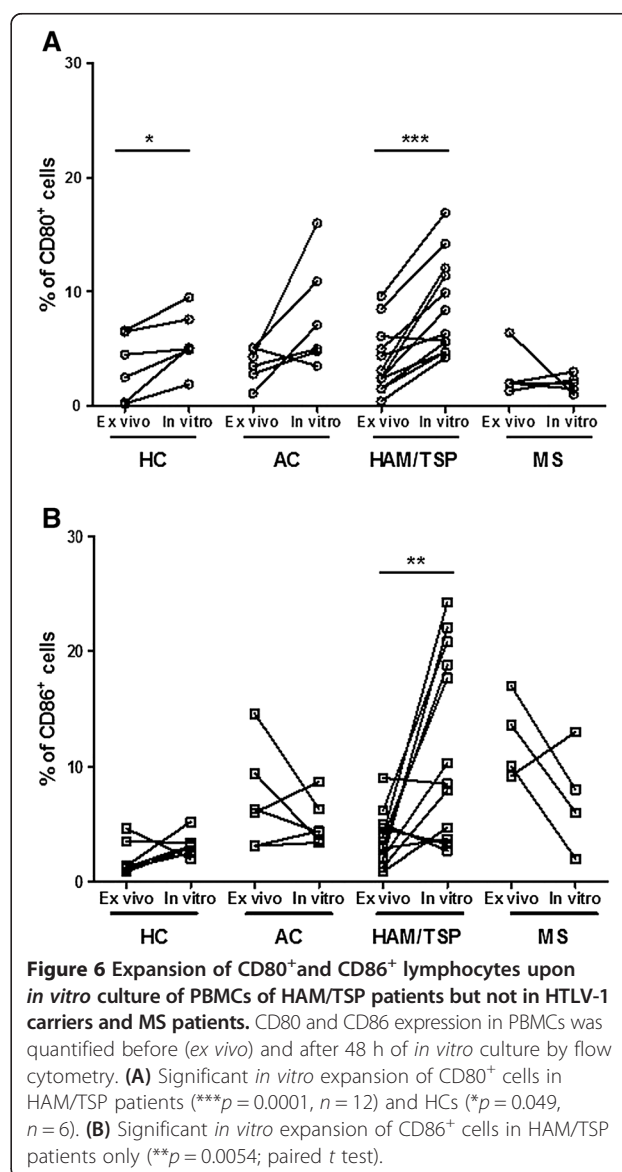 A
30
*
***
20
% of CD80+ cells
10
0
Ex vivo In vitro Ex vivo In vitro Ex vivo In vitro Ex vivo In vitro
HC AC HAM/TSP MS
B
30
**
20
% of CD86+ cells
10
0
Ex vivo In vitro Ex vivo In vitro Ex vivo In vitro Ex vivo In vitro
HC AC HAM/TSP MS
Figure 6 Expansion of CD80+and CD86+ lymphocytes upon
in vitro culture of PBMCs of HAM/TSP patients but not in HTLV-1
carriers and MS patients. CD80 and CD86 expression in PBMCs was
quantified before (ex vivo) and after 48 h of in vitro culture by flow
cytometry. (A) Significant in vitro expansion of CD80+ cells in
HAM/TSP patients (***p = 0.0001, n = 12) and HCs (*p = 0.049,
n = 6). (B) Significant in vitro expansion of CD86+ cells in HAM/TSP
patients only (**p = 0.0054; paired t test).